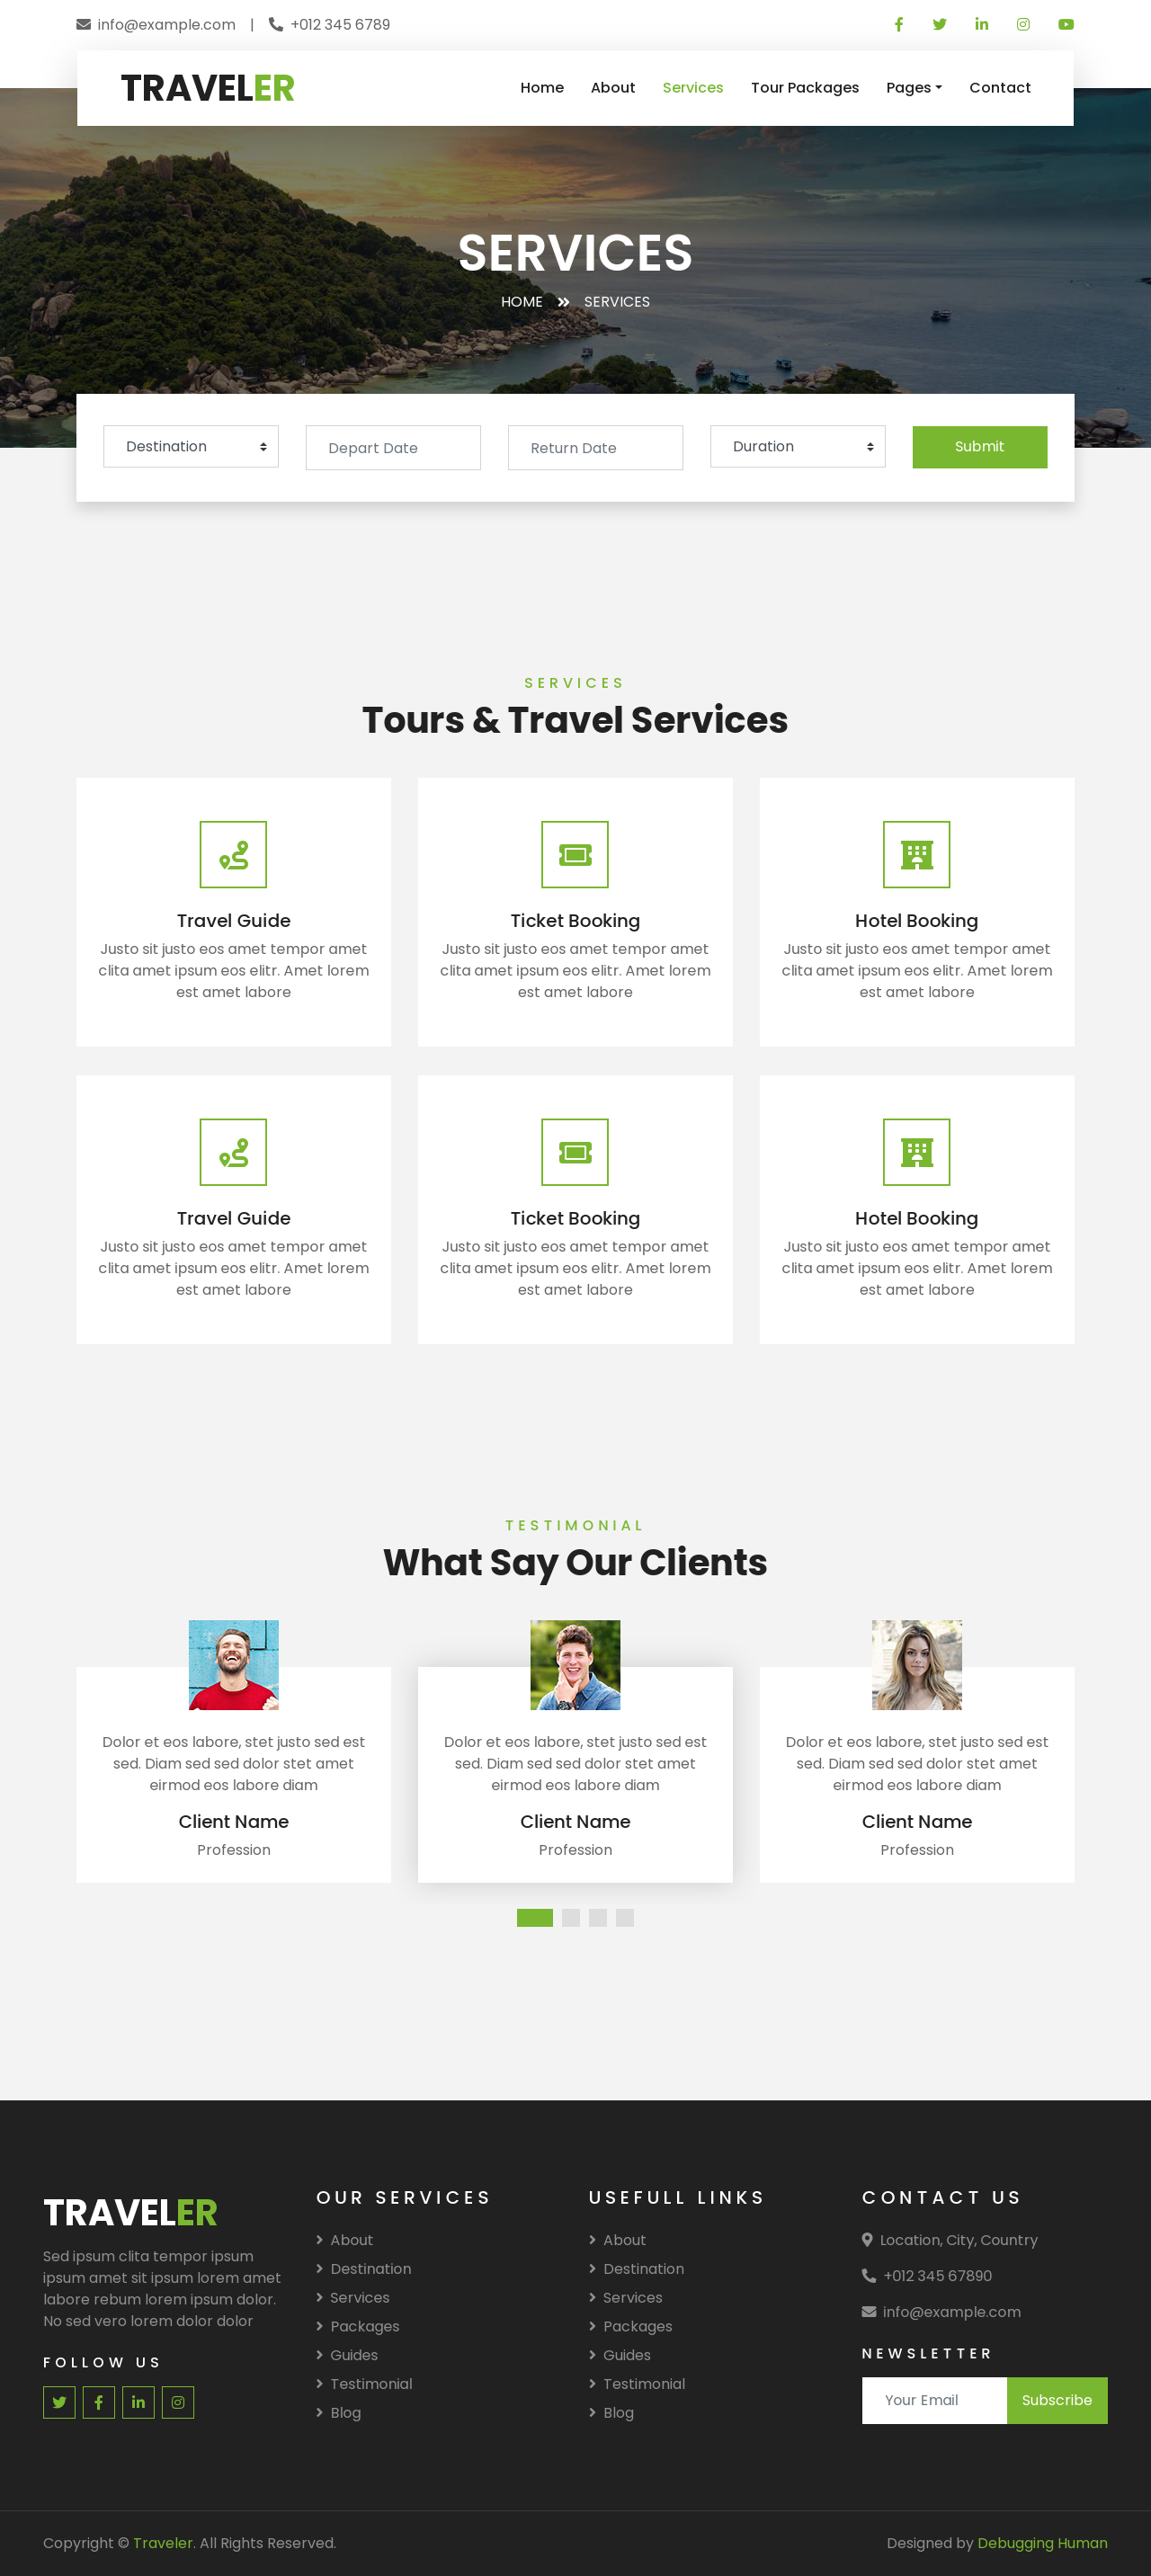 info@example.com | +012 345 6789
TRAVELER
Home About Services Tour Packages Pages Contact
SERVICES
HOME SERVICES
Destination Depart Date Return Date Duration Submit
SERVICES
Tours & Travel Services
Travel Guide
Justo sit justo eos amet tempor amet
clita amet ipsum eos elitr. Amet lorem
est amet labore
Ticket Booking
Justo sit justo eos amet tempor amet
clita amet ipsum eos elitr. Amet lorem
est amet labore
Hotel Booking
Justo sit justo eos amet tempor amet
clita amet ipsum eos elitr. Amet lorem
est amet labore
Travel Guide
Justo sit justo eos amet tempor amet
clita amet ipsum eos elitr. Amet lorem
est amet labore
Ticket Booking
Justo sit justo eos amet tempor amet
clita amet ipsum eos elitr. Amet lorem
est amet labore
Hotel Booking
Justo sit justo eos amet tempor amet
clita amet ipsum eos elitr. Amet lorem
est amet labore
TESTIMONIAL
What Say Our Clients
Dolor et eos labore, stet justo sed est
sed. Diam sed sed dolor stet amet
eirmod eos labore diam
Client Name
Profession
Dolor et eos labore, stet justo sed est
sed. Diam sed sed dolor stet amet
eirmod eos labore diam
Client Name
Profession
Dolor et eos labore, stet justo sed est
sed. Diam sed sed dolor stet amet
eirmod eos labore diam
Client Name
Profession
TRAVELER
Sed ipsum clita tempor ipsum
ipsum amet sit ipsum lorem amet
labore rebum lorem ipsum dolor.
No sed vero lorem dolor dolor
FOLLOW US
OUR SERVICES
About
Destination
Services
Packages
Guides
Testimonial
Blog
USEFULL LINKS
About
Destination
Services
Packages
Guides
Testimonial
Blog
CONTACT US
Location, City, Country
+012 345 67890
info@example.com
NEWSLETTER
Your Email Subscribe
Copyright © Traveler. All Rights Reserved.
Designed by Debugging Human